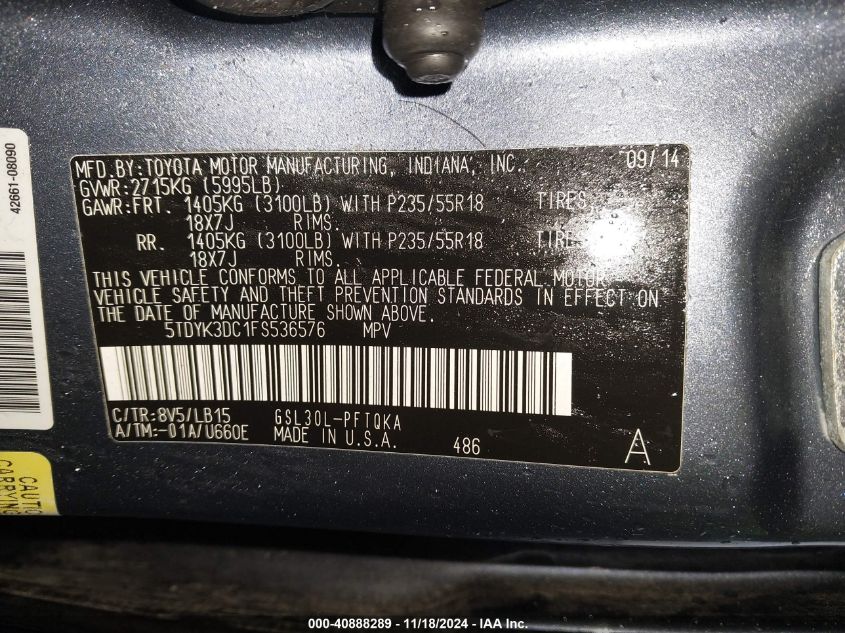 MFD.BY:TOYOTA MOTOR MANUFACTURING, INDIANA, INC. 09/14
GVWR:2715KG (5995LB)
GAWR:FRT. 1405KG (3100LB) WITH P235/55R18 TIRES,
18X7J RIMS.
RR. 1405KG (3100LB) WITH P235/55R18 TIRES,
18X7J RIMS.
THIS VEHICLE CONFORMS TO ALL APPLICABLE FEDERAL MOTOR
VEHICLE SAFETY AND THEFT PREVENTION STANDARDS IN EFFECT ON
THE DATE OF MANUFACTURE SHOWN ABOVE.
5TDYK3DC1FS536576 MPV
C/TR:8V5/LB15 GSL30L-PFTQKA
A/TM:-01A/U660E MADE IN U.S.A. 486 A
42661-08090
CAUTIO
CARRYING
000-40888289 - 11/18/2024 - IAA Inc.